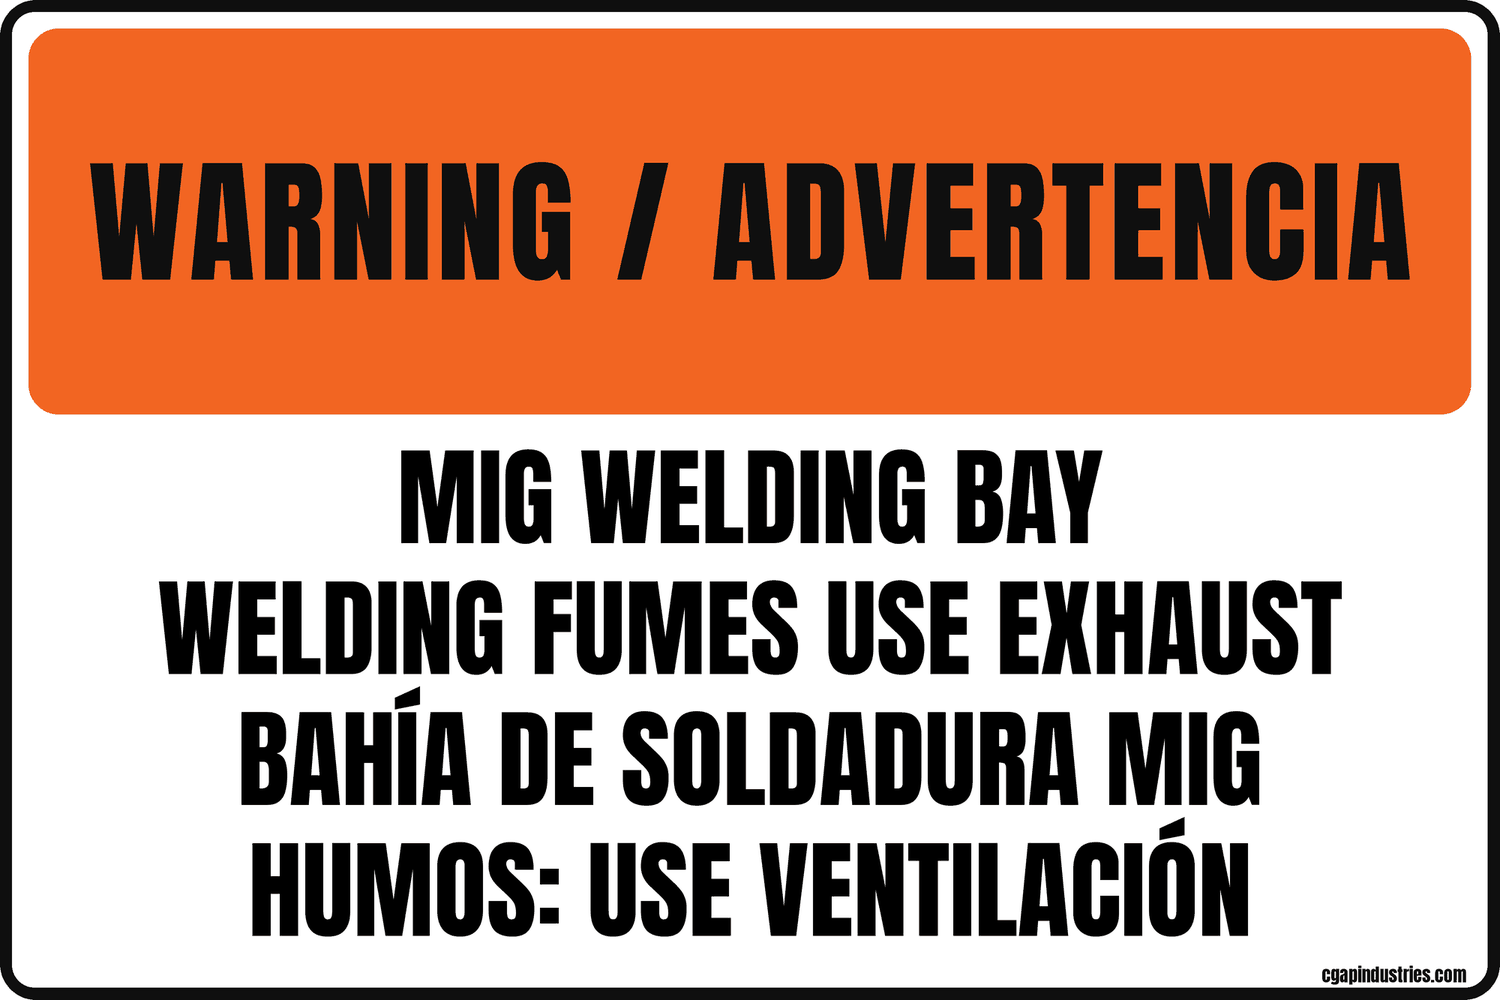 WARNING / ADVERTENCIA
MIG WELDING BAY
WELDING FUMES USE EXHAUST
BAHÍA DE SOLDADURA MIG
HUMOS: USE VENTILACIÓN
cgapindustries.com